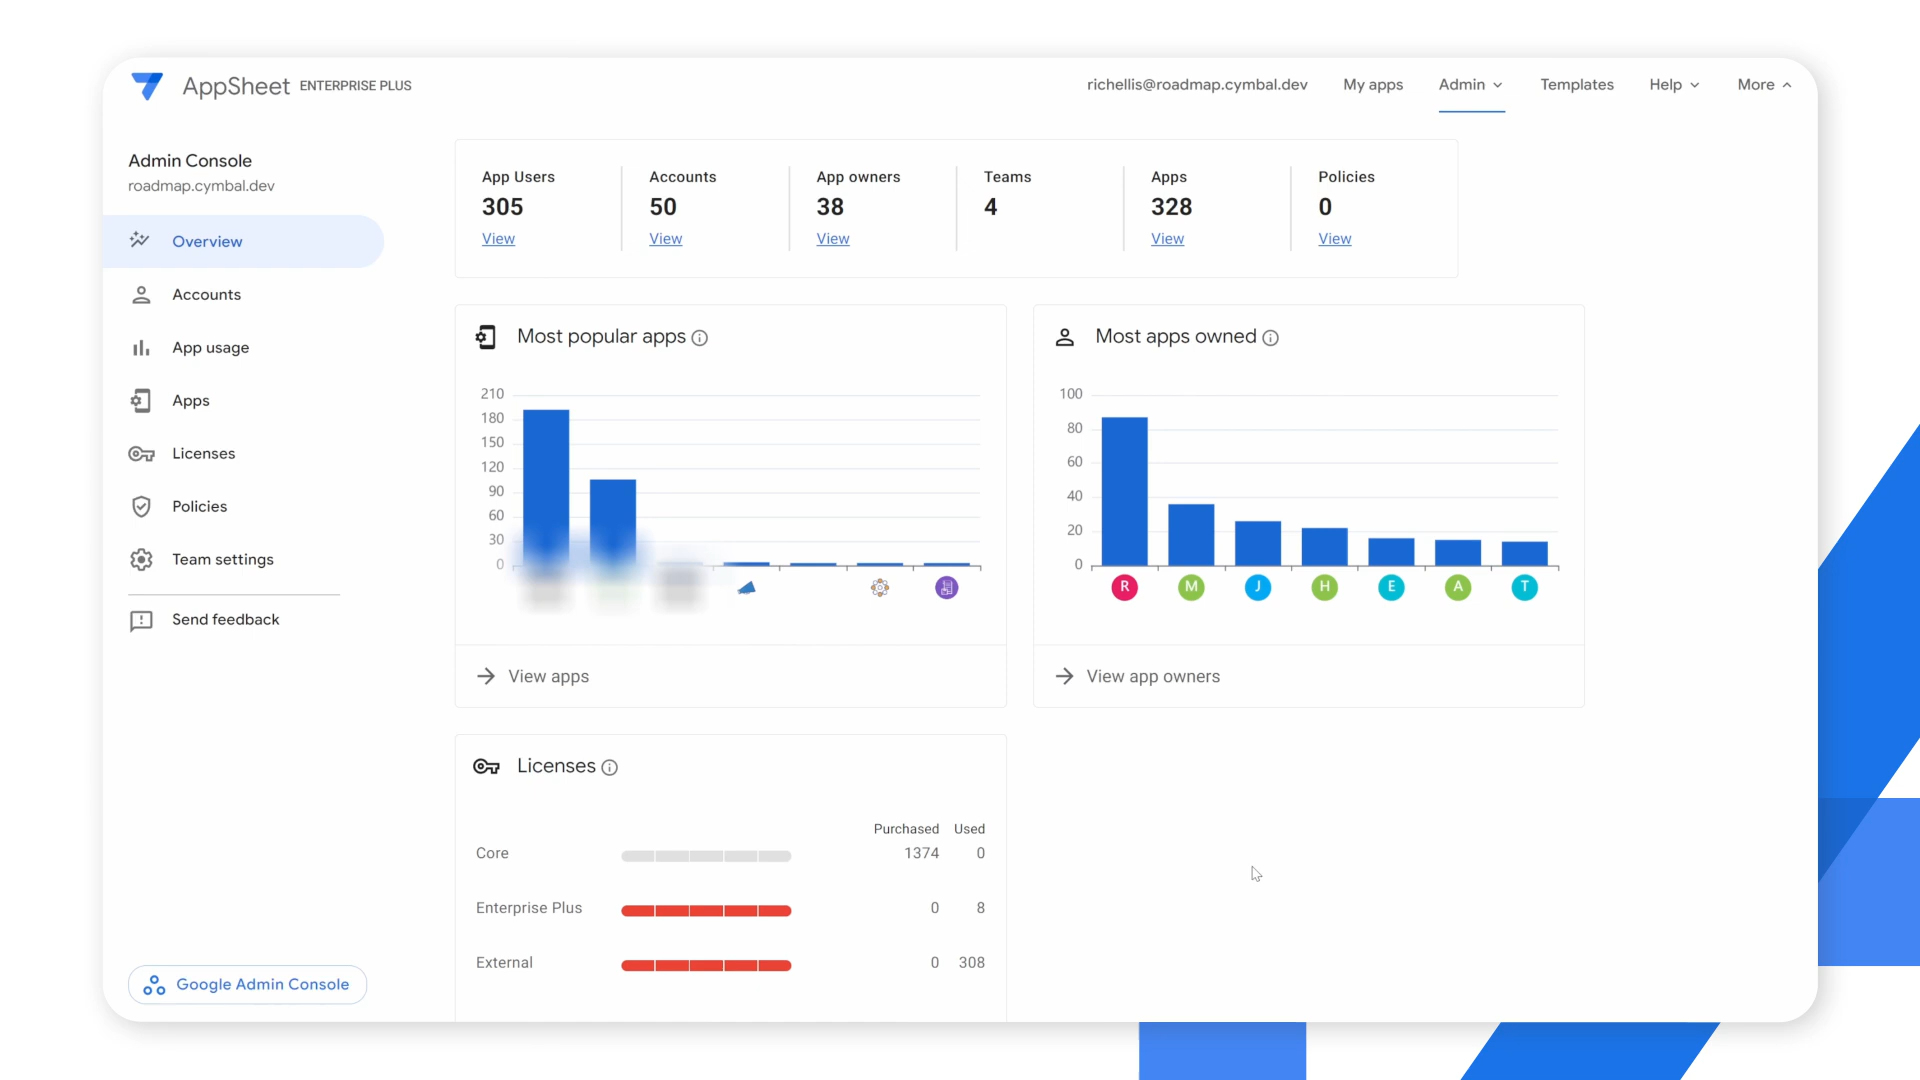 AppSheet ENTERPRISE PLUS
richellis@roadmap.cymbal.dev My apps Admin Templates Help More
Admin Console
roadmap.cymbal.dev
Overview
Accounts
App usage
Apps
Licenses
Policies
Team settings
Send feedback
Google Admin Console
App Users Accounts App owners Teams Apps Policies
305 50 38 4 328 0
View View View View View
Most popular apps
210
180
150
120
90
60
30
0
View apps
Most apps owned
100
80
60
40
20
0
R M J H E A T
View app owners
Licenses
Purchased Used
Core 1374 0
Enterprise Plus 0 8
External 0 308